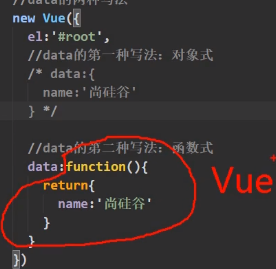 //data的两种写法
new Vue({
el:'#root',
//data的第一种写法：对象式
/* data:{
name:'尚硅谷'
} */
//data的第二种写法：函数式
data:function(){
return{
name:'尚硅谷'
}
}
})
Vue